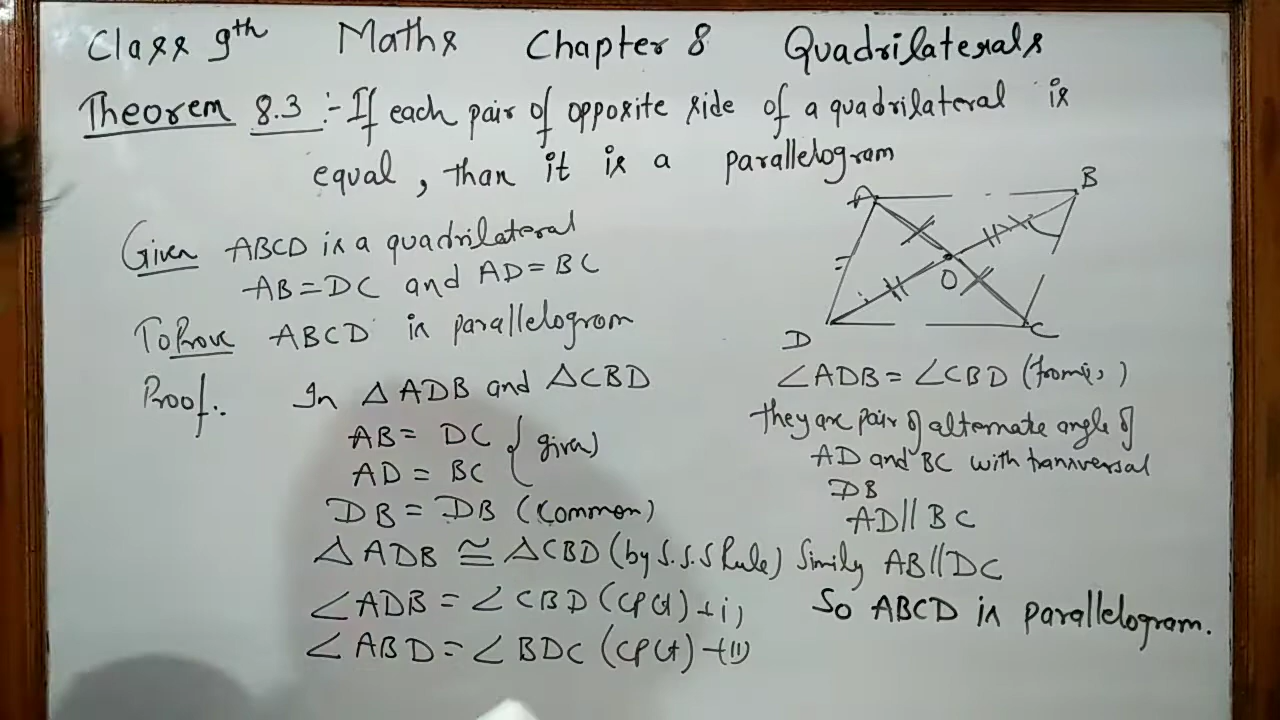 Class 9th Maths Chapter 8 Quadrilaterals
Theorem 8.3 :- If each pair of opposite side of a quadrilateral is
equal, than it is a parallelogram
Given ABCD is a quadrilateral
AB = DC and AD = BC
To Prove ABCD is parallelogram
Proof:. In △ ADB and △ CBD
AB = DC } given)
AD = BC
DB = DB (Common)
△ ADB ≅ △ CBD (by S.S.S Rule)
∠ADB = ∠CBD (CPCt) -(i)
∠ABD = ∠BDC (CPCt) -(ii)
A
B
O
D
C
∠ADB = ∠CBD (from i, )
they are pair of alternate angle of
AD and BC with tranversal
DB
AD || BC
Simily AB || DC
So ABCD is parallelogram.